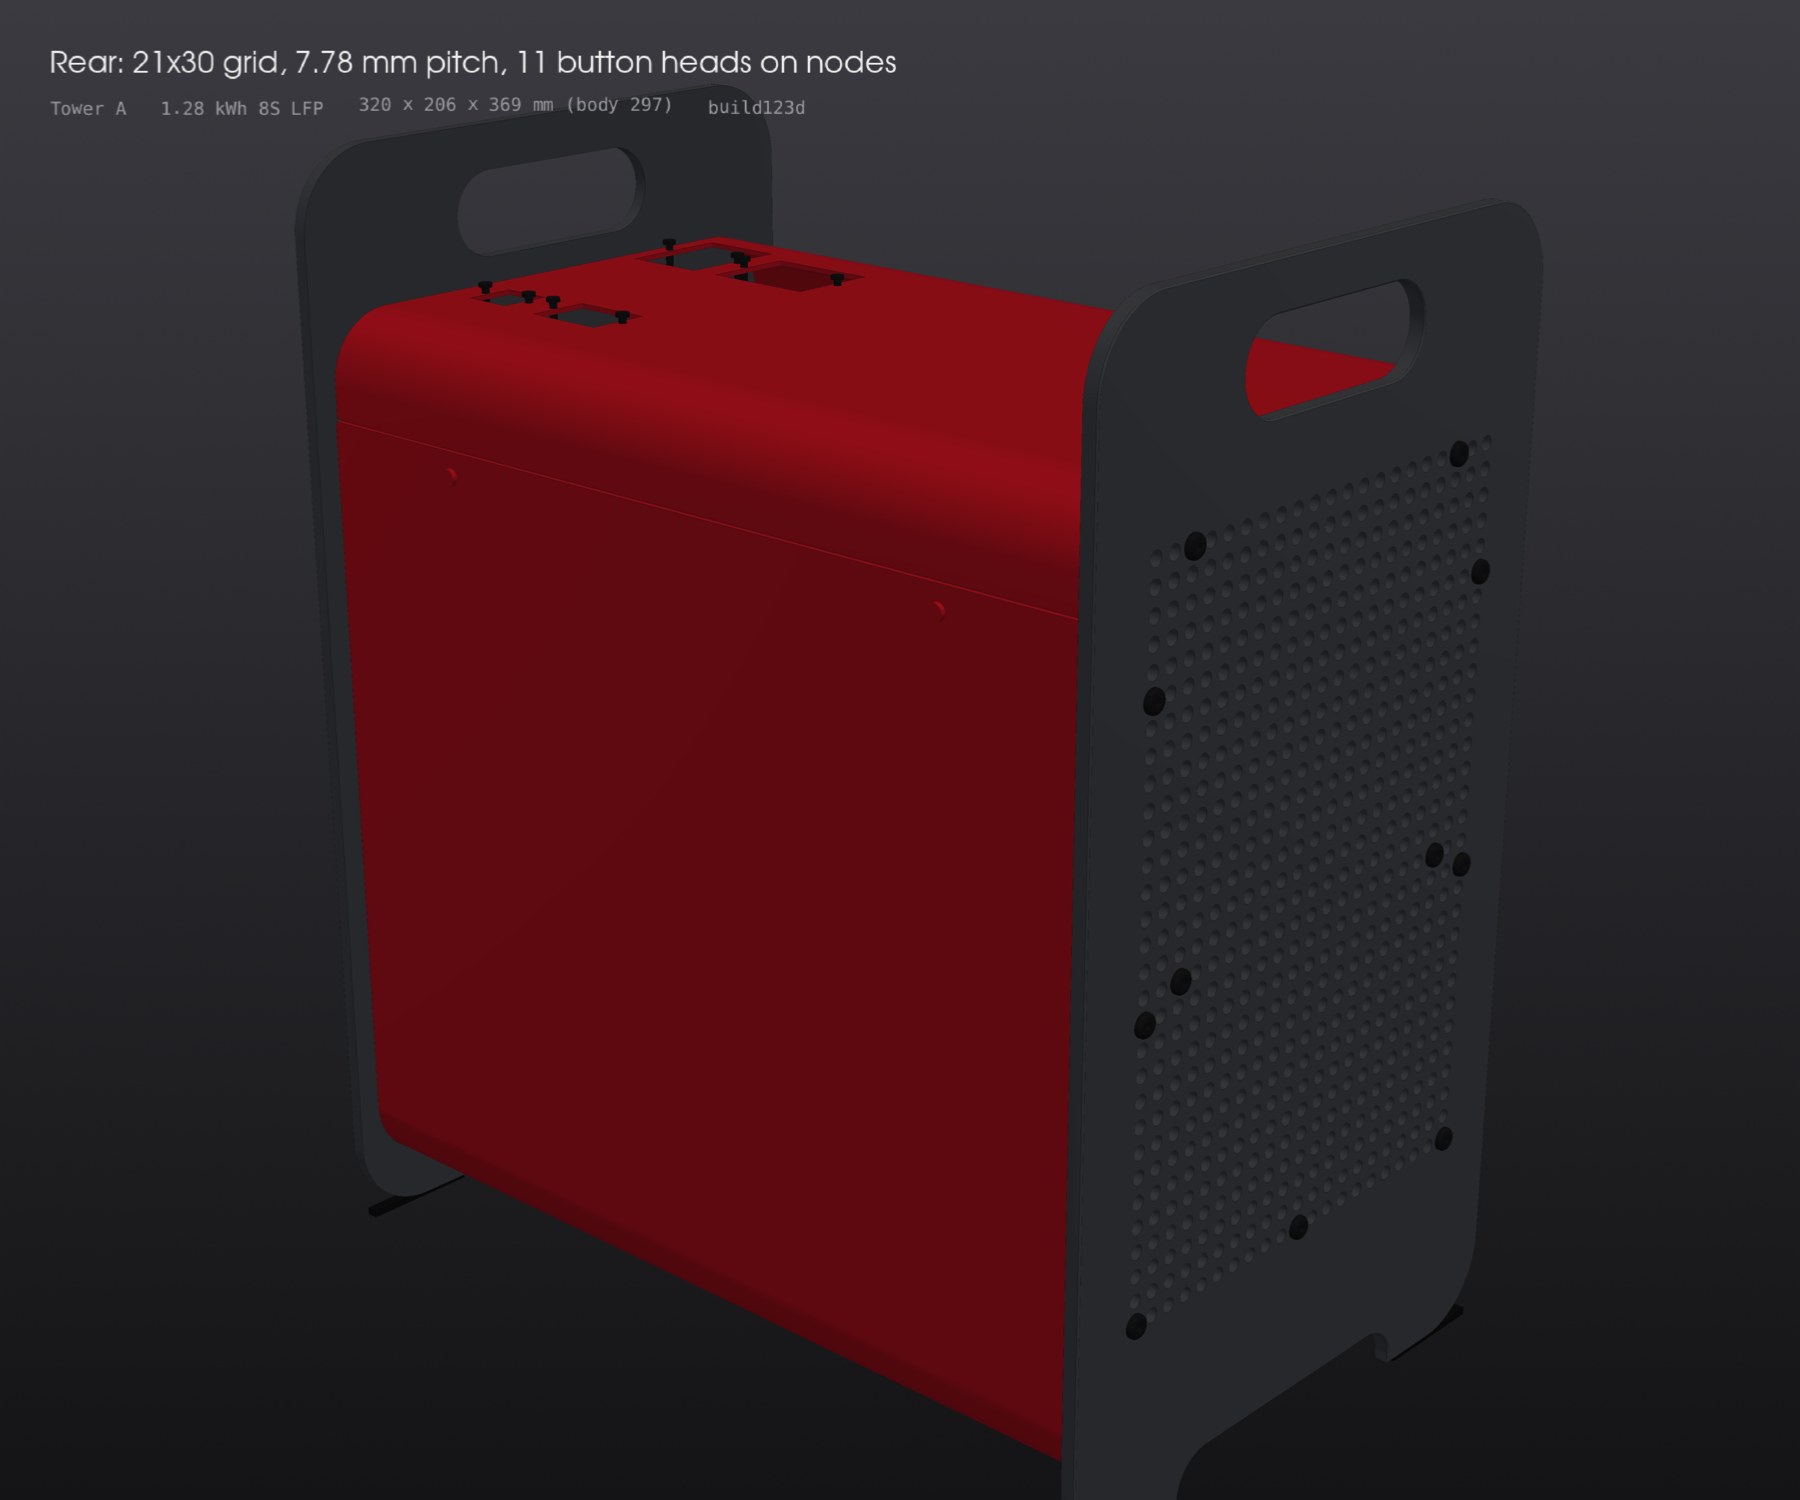 Rear: 21x30 grid, 7.78 mm pitch, 11 button heads on nodes
Tower A 1.28 kWh 8S LFP 320 x 206 x 369 mm (body 297) build123d